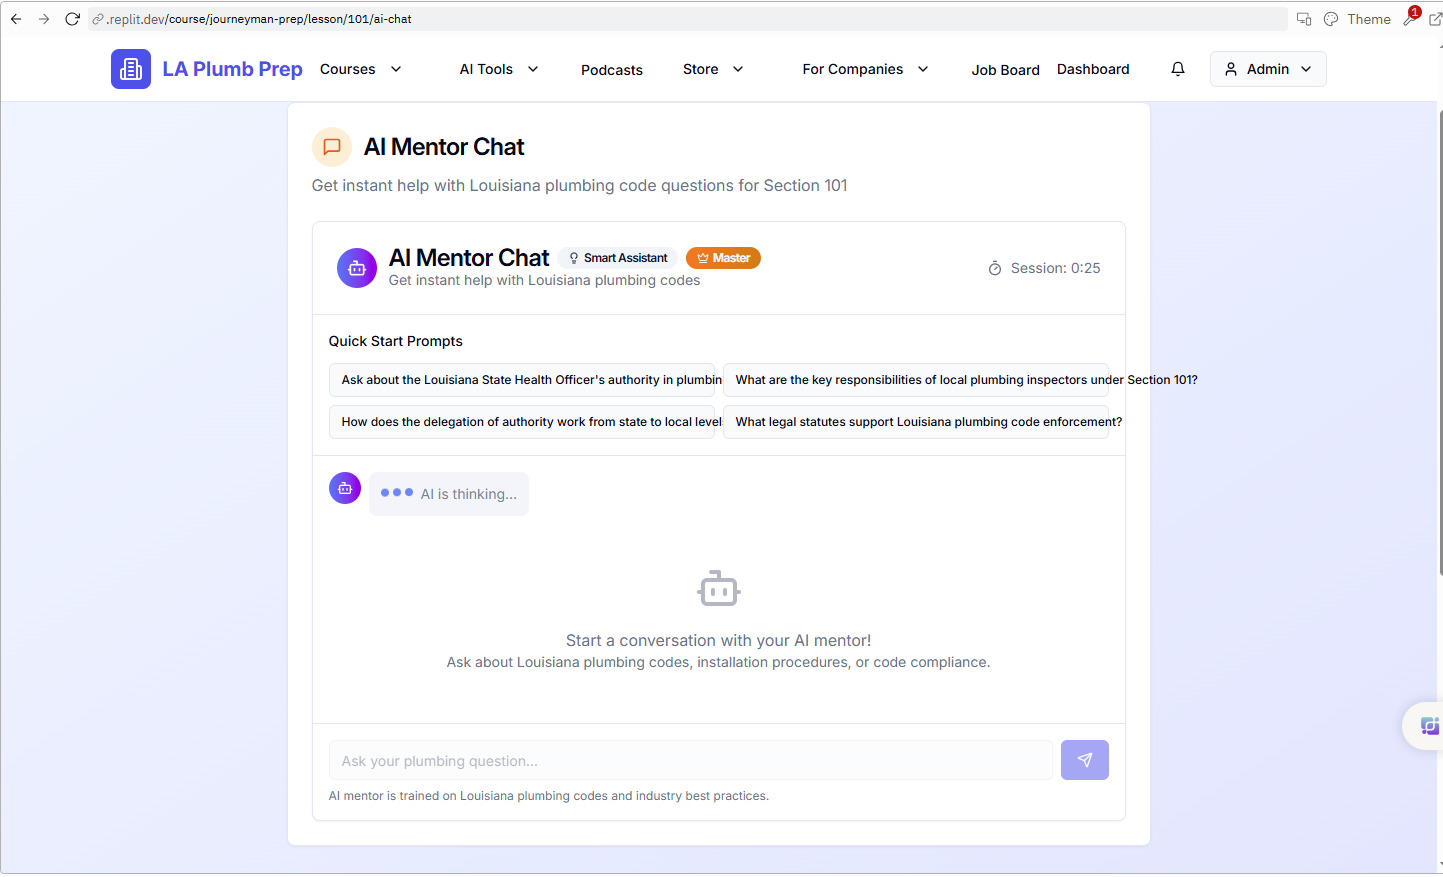 .replit.dev/course/journeyman-prep/lesson/101/ai-chat
Theme
1
LA Plumb Prep
Courses
AI Tools
Podcasts
Store
For Companies
Job Board
Dashboard
Admin
AI Mentor Chat
Get instant help with Louisiana plumbing code questions for Section 101
AI Mentor Chat
Smart Assistant
Master
Get instant help with Louisiana plumbing codes
Session: 0:25
Quick Start Prompts
Ask about the Louisiana State Health Officer's authority in plumbin
What are the key responsibilities of local plumbing inspectors under Section 101?
How does the delegation of authority work from state to local level
What legal statutes support Louisiana plumbing code enforcement?
AI is thinking...
Start a conversation with your AI mentor!
Ask about Louisiana plumbing codes, installation procedures, or code compliance.
Ask your plumbing question...
AI mentor is trained on Louisiana plumbing codes and industry best practices.